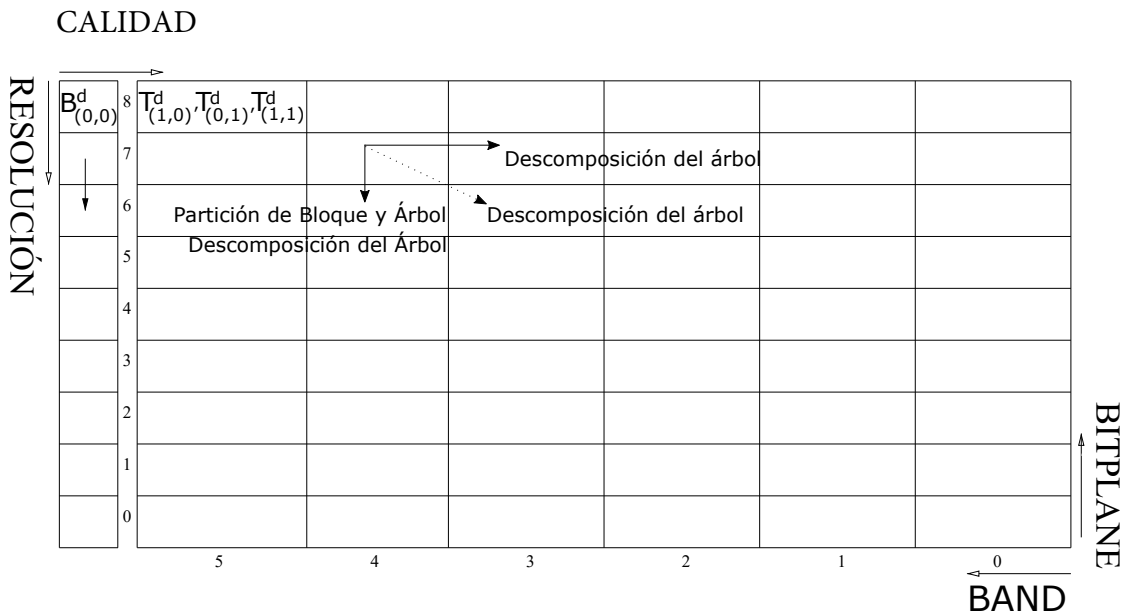 CALIDAD
RESOLUCIÓN
B^d_(0,0) 8 T^d_(1,0),T^d_(0,1),T^d_(1,1)
7
Descomposición del árbol
6
Partición de Bloque y Árbol Descomposición del árbol
Descomposición del Árbol
5
4
3
2
1
0
BITPLANE
5 4 3 2 1 0
BAND